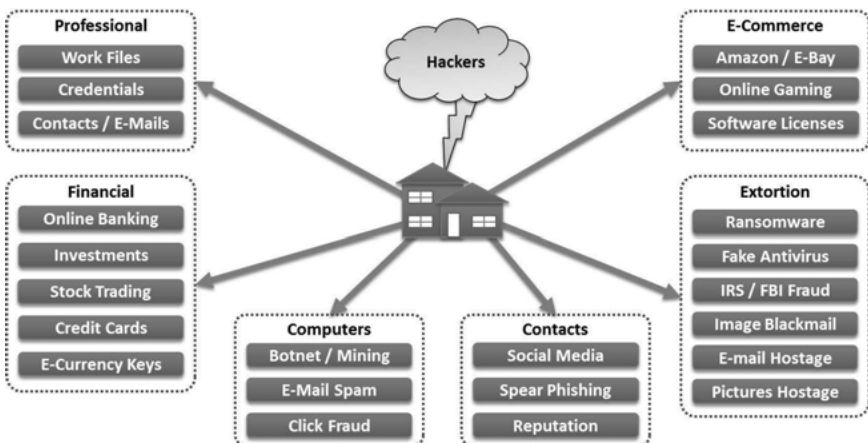 Professional
Work Files
Credentials
Contacts / E-Mails
Hackers
E-Commerce
Amazon / E-Bay
Online Gaming
Software Licenses
Financial
Online Banking
Investments
Stock Trading
Credit Cards
E-Currency Keys
Computers
Botnet / Mining
E-Mail Spam
Click Fraud
Contacts
Social Media
Spear Phishing
Reputation
Extortion
Ransomware
Fake Antivirus
IRS / FBI Fraud
Image Blackmail
E-mail Hostage
Pictures Hostage